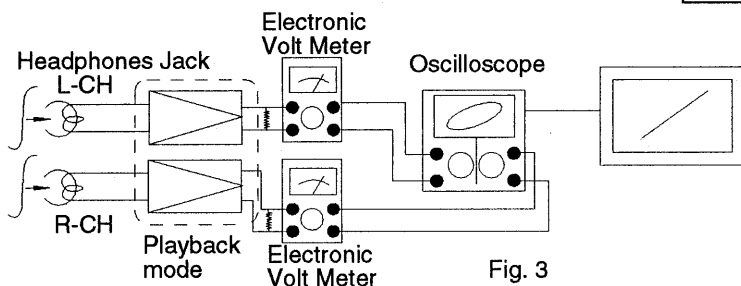 Electronic
Volt Meter
Headphones Jack
L-CH
Oscilloscope
R-CH
Playback
mode
Electronic
Volt Meter
Fig. 3